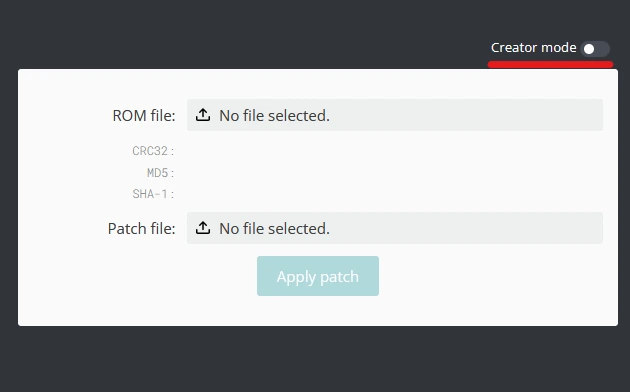 Creator mode
ROM file: No file selected.
CRC32:
MD5:
SHA-1:
Patch file: No file selected.
Apply patch